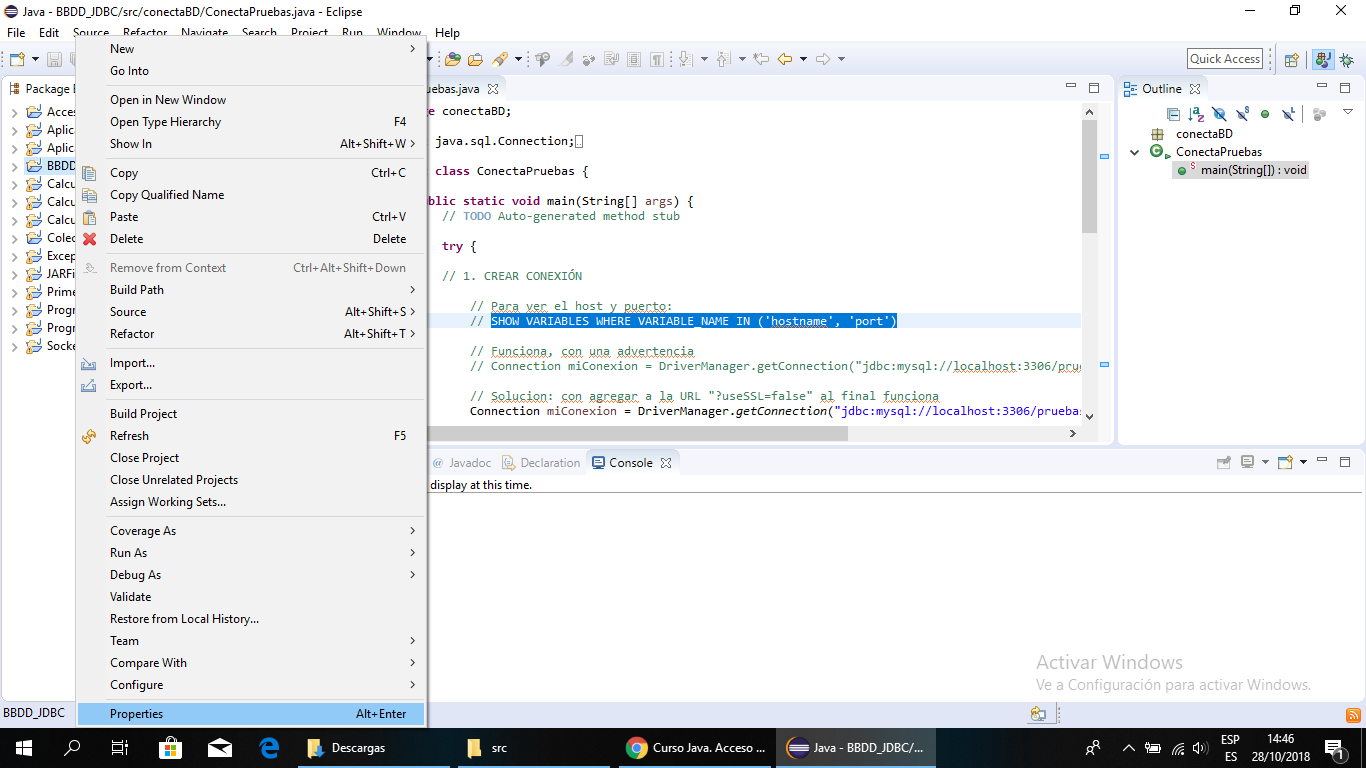 Java - BBDD_JDBC/src/conectaBD/ConectaPruebas.java - Eclipse
File Edit Source Refactor Navigate Search Project Run Window Help
Quick Access
Package E
Acces
Aplic
Aplic
BBDD
Calcu
Calcu
Calcu
Colec
Excep
JARFi
Prime
Progr
Progr
Socke
New
Go Into
Open in New Window
Open Type Hierarchy F4
Show In Alt+Shift+W
Copy Ctrl+C
Copy Qualified Name
Paste Ctrl+V
Delete Delete
Remove from Context Ctrl+Alt+Shift+Down
Build Path
Source Alt+Shift+S
Refactor Alt+Shift+T
Import...
Export...
Build Project
Refresh F5
Close Project
Close Unrelated Projects
Assign Working Sets...
Coverage As
Run As
Debug As
Validate
Restore from Local History...
Team
Compare With
Configure
Properties Alt+Enter
uebas.java
e conectaBD;
java.sql.Connection;
class ConectaPruebas {
blic static void main(String[] args) {
// TODO Auto-generated method stub
try {
// 1. CREAR CONEXIÓN
// Para ver el host y puerto:
// SHOW VARIABLES WHERE VARIABLE_NAME IN ('hostname', 'port')
// Funciona, con una advertencia
// Connection miConexion = DriverManager.getConnection("jdbc:mysql://localhost:3306/pru
// Solucion: con agregar a la URL "?useSSL=false" al final funciona
Connection miConexion = DriverManager.getConnection("jdbc:mysql://localhost:3306/prueba
Outline
conectaBD
ConectaPruebas
main(String[]) : void
@ Javadoc Declaration Console
display at this time.
Activar Windows
Ve a Configuración para activar Windows.
BBDD_JDBC
Descargas
src
Curso Java. Acceso ...
Java - BBDD_JDBC/...
ESP
ES
14:46
28/10/2018
1